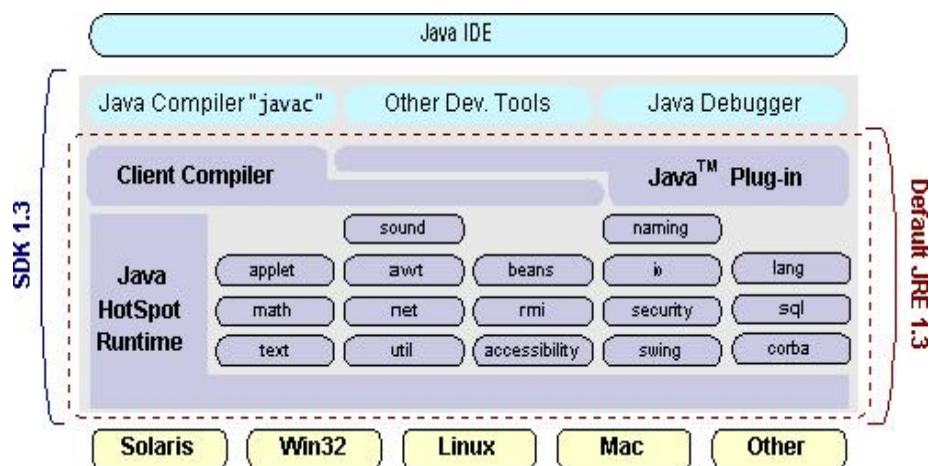 Java IDE
Java Compiler "javac"
Other Dev. Tools
Java Debugger
Client Compiler
Java™ Plug-in
SDK 1.3
Default JRE 1.3
Java
HotSpot
Runtime
sound
naming
applet
awt
beans
io
lang
math
net
rmi
security
sql
text
util
accessibility
swing
corba
Solaris
Win32
Linux
Mac
Other